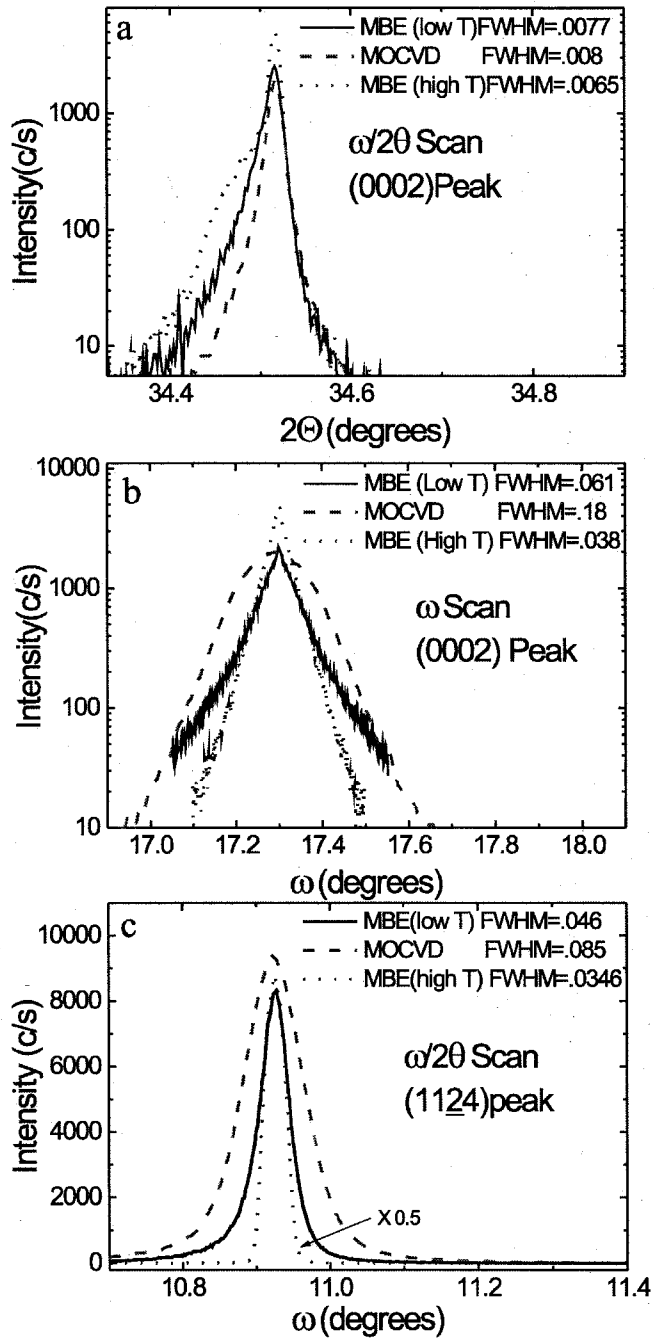 a
MBE (low T)FWHM=.0077
MOCVD FWHM=.008
MBE (high T)FWHM=.0065
ω/2θ Scan
(0002)Peak
Intensity(c/s)
1000
100
10
34.4 34.6 34.8
2Θ (degrees)
b
MBE (Low T) FWHM=.061
MOCVD FWHM=.18
MBE (High T) FWHM=.038
ω Scan
(0002) Peak
Intensity(c/s)
10000
1000
100
10
17.0 17.2 17.4 17.6 17.8 18.0
ω (degrees)
c
MBE(low T) FWHM=.046
MOCVD FWHM=.085
MBE(high T) FWHM=.0346
ω/2θ Scan
(1124)peak
X 0.5
Intensity (c/s)
10000
8000
6000
4000
2000
0
10.8 11.0 11.2 11.4
ω (degrees)